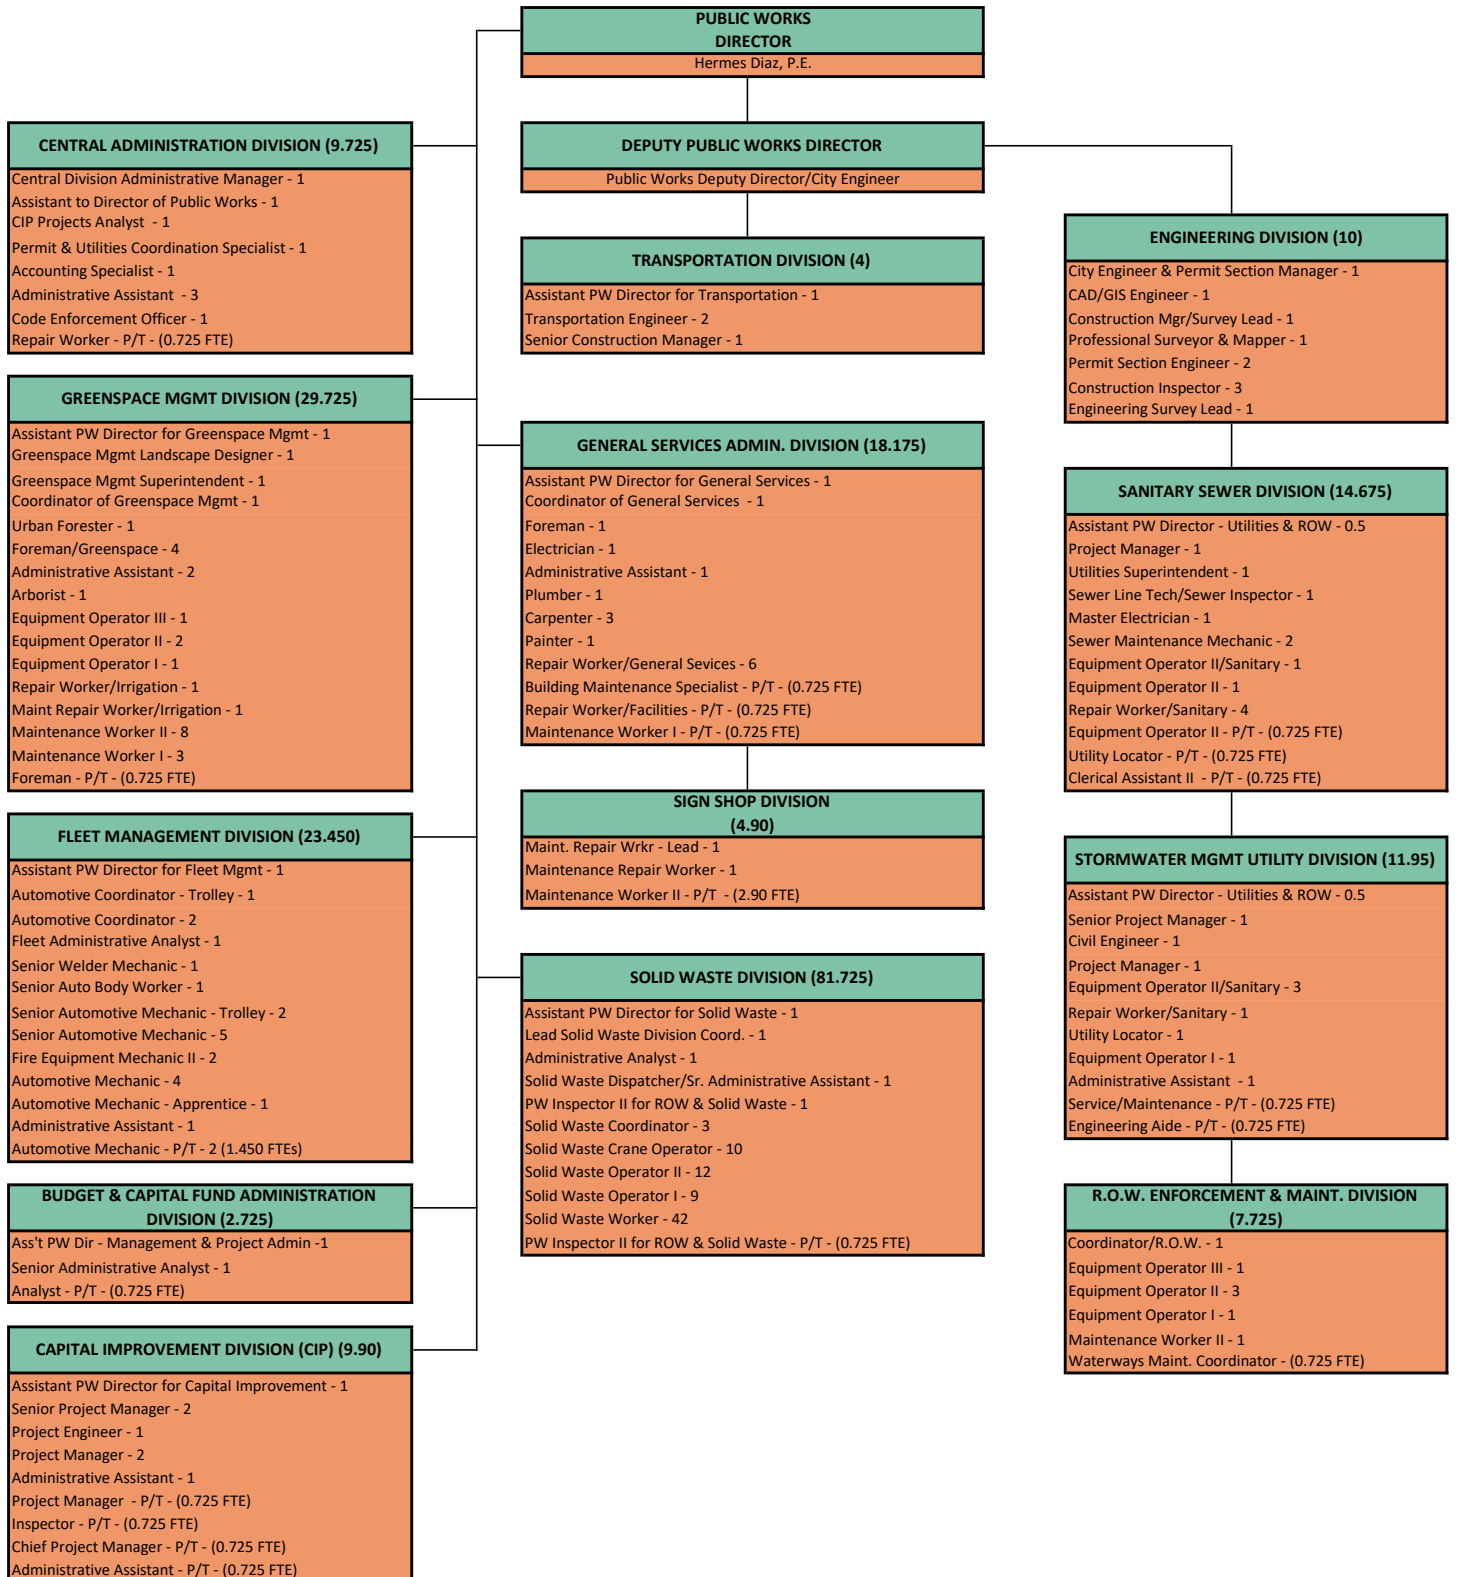 PUBLIC WORKS
DIRECTOR
Hermes Diaz, P.E.
CENTRAL ADMINISTRATION DIVISION (9.725)
Central Division Administrative Manager - 1
Assistant to Director of Public Works - 1
CIP Projects Analyst - 1
Permit & Utilities Coordination Specialist - 1
Accounting Specialist - 1
Administrative Assistant - 3
Code Enforcement Officer - 1
Repair Worker - P/T - (0.725 FTE)
GREENSPACE MGMT DIVISION (29.725)
Assistant PW Director for Greenspace Mgmt - 1
Greenspace Mgmt Landscape Designer - 1
Greenspace Mgmt Superintendent - 1
Coordinator of Greenspace Mgmt - 1
Urban Forester - 1
Foreman/Greenspace - 4
Administrative Assistant - 2
Arborist - 1
Equipment Operator III - 1
Equipment Operator II - 2
Equipment Operator I - 1
Repair Worker/Irrigation - 1
Maint Repair Worker/Irrigation - 1
Maintenance Worker II - 8
Maintenance Worker I - 3
Foreman - P/T - (0.725 FTE)
FLEET MANAGEMENT DIVISION (23.450)
Assistant PW Director for Fleet Mgmt - 1
Automotive Coordinator - Trolley - 1
Automotive Coordinator - 2
Fleet Administrative Analyst - 1
Senior Welder Mechanic - 1
Senior Auto Body Worker - 1
Senior Automotive Mechanic - Trolley - 2
Senior Automotive Mechanic - 5
Fire Equipment Mechanic II - 2
Automotive Mechanic - 4
Automotive Mechanic - Apprentice - 1
Administrative Assistant - 1
Automotive Mechanic - P/T - 2 (1.450 FTEs)
BUDGET & CAPITAL FUND ADMINISTRATION
DIVISION (2.725)
Ass't PW Dir - Management & Project Admin -1
Senior Administrative Analyst - 1
Analyst - P/T - (0.725 FTE)
CAPITAL IMPROVEMENT DIVISION (CIP) (9.90)
Assistant PW Director for Capital Improvement - 1
Senior Project Manager - 2
Project Engineer - 1
Project Manager - 2
Administrative Assistant - 1
Project Manager - P/T - (0.725 FTE)
Inspector - P/T - (0.725 FTE)
Chief Project Manager - P/T - (0.725 FTE)
Administrative Assistant - P/T - (0.725 FTE)
DEPUTY PUBLIC WORKS DIRECTOR
Public Works Deputy Director/City Engineer
TRANSPORTATION DIVISION (4)
Assistant PW Director for Transportation - 1
Transportation Engineer - 2
Senior Construction Manager - 1
GENERAL SERVICES ADMIN. DIVISION (18.175)
Assistant PW Director for General Services - 1
Coordinator of General Services - 1
Foreman - 1
Electrician - 1
Administrative Assistant - 1
Plumber - 1
Carpenter - 3
Painter - 1
Repair Worker/General Sevices - 6
Building Maintenance Specialist - P/T - (0.725 FTE)
Repair Worker/Facilities - P/T - (0.725 FTE)
Maintenance Worker I - P/T - (0.725 FTE)
SIGN SHOP DIVISION
(4.90)
Maint. Repair Wrkr - Lead - 1
Maintenance Repair Worker - 1
Maintenance Worker II - P/T - (2.90 FTE)
SOLID WASTE DIVISION (81.725)
Assistant PW Director for Solid Waste - 1
Lead Solid Waste Division Coord. - 1
Administrative Analyst - 1
Solid Waste Dispatcher/Sr. Administrative Assistant - 1
PW Inspector II for ROW & Solid Waste - 1
Solid Waste Coordinator - 3
Solid Waste Crane Operator - 10
Solid Waste Operator II - 12
Solid Waste Operator I - 9
Solid Waste Worker - 42
PW Inspector II for ROW & Solid Waste - P/T - (0.725 FTE)
ENGINEERING DIVISION (10)
City Engineer & Permit Section Manager - 1
CAD/GIS Engineer - 1
Construction Mgr/Survey Lead - 1
Professional Surveyor & Mapper - 1
Permit Section Engineer - 2
Construction Inspector - 3
Engineering Survey Lead - 1
SANITARY SEWER DIVISION (14.675)
Assistant PW Director - Utilities & ROW - 0.5
Project Manager - 1
Utilities Superintendent - 1
Sewer Line Tech/Sewer Inspector - 1
Master Electrician - 1
Sewer Maintenance Mechanic - 2
Equipment Operator II/Sanitary - 1
Equipment Operator II - 1
Repair Worker/Sanitary - 4
Equipment Operator II - P/T - (0.725 FTE)
Utility Locator - P/T - (0.725 FTE)
Clerical Assistant II - P/T - (0.725 FTE)
STORMWATER MGMT UTILITY DIVISION (11.95)
Assistant PW Director - Utilities & ROW - 0.5
Senior Project Manager - 1
Civil Engineer - 1
Project Manager - 1
Equipment Operator II/Sanitary - 3
Repair Worker/Sanitary - 1
Utility Locator - 1
Equipment Operator I - 1
Administrative Assistant - 1
Service/Maintenance - P/T - (0.725 FTE)
Engineering Aide - P/T - (0.725 FTE)
R.O.W. ENFORCEMENT & MAINT. DIVISION
(7.725)
Coordinator/R.O.W. - 1
Equipment Operator III - 1
Equipment Operator II - 3
Equipment Operator I - 1
Maintenance Worker II - 1
Waterways Maint. Coordinator - (0.725 FTE)